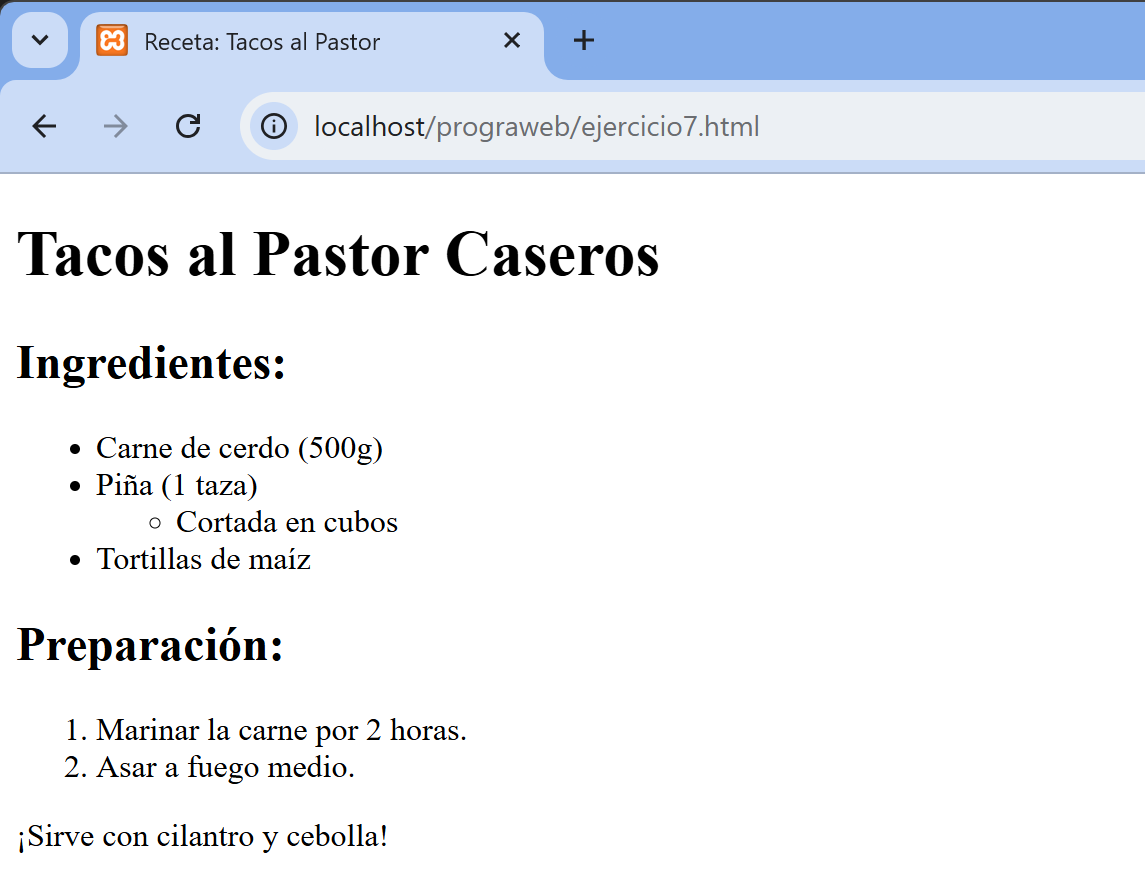 Receta: Tacos al Pastor
localhost/prograweb/ejercicio7.html
Tacos al Pastor Caseros
Ingredientes:
Carne de cerdo (500g)
Piña (1 taza)
Cortada en cubos
Tortillas de maíz
Preparación:
1. Marinar la carne por 2 horas.
2. Asar a fuego medio.
¡Sirve con cilantro y cebolla!